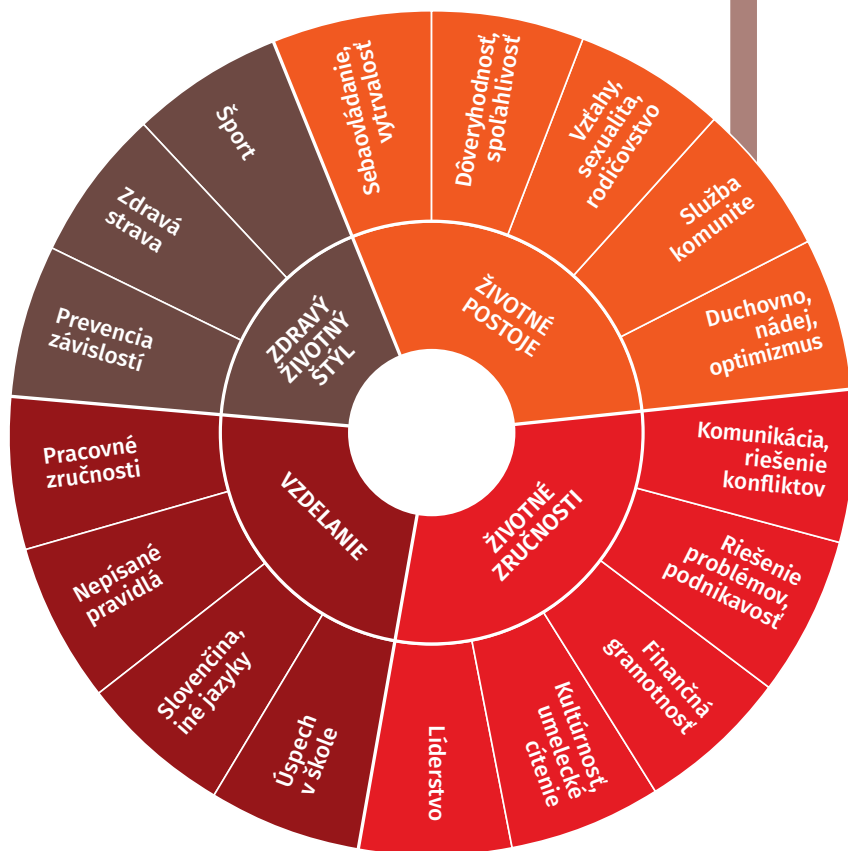 ŽIVOTNÉ
POSTOJE
Sebaovládanie,
vytrvalosť
Dôveryhodnosť,
spoľahlivosť
Vzťahy,
sexualita,
rodičovstvo
Služba
komunite
Duchovno,
nádej,
optimizmus
ŽIVOTNÉ
ZRUČNOSTI
Komunikácia,
riešenie
konfliktov
Riešenie
problémov,
podnikavosť
Finančná
gramotnosť
Kultúrnosť,
umelecké
cítenie
Líderstvo
VZDELANIE
Úspech
v škole
Slovenčina,
iné jazyky
Nepísané
pravidlá
Pracovné
zručnosti
ZDRAVÝ
ŽIVOTNÝ
ŠTÝL
Prevencia
závislostí
Zdravá
strava
Šport